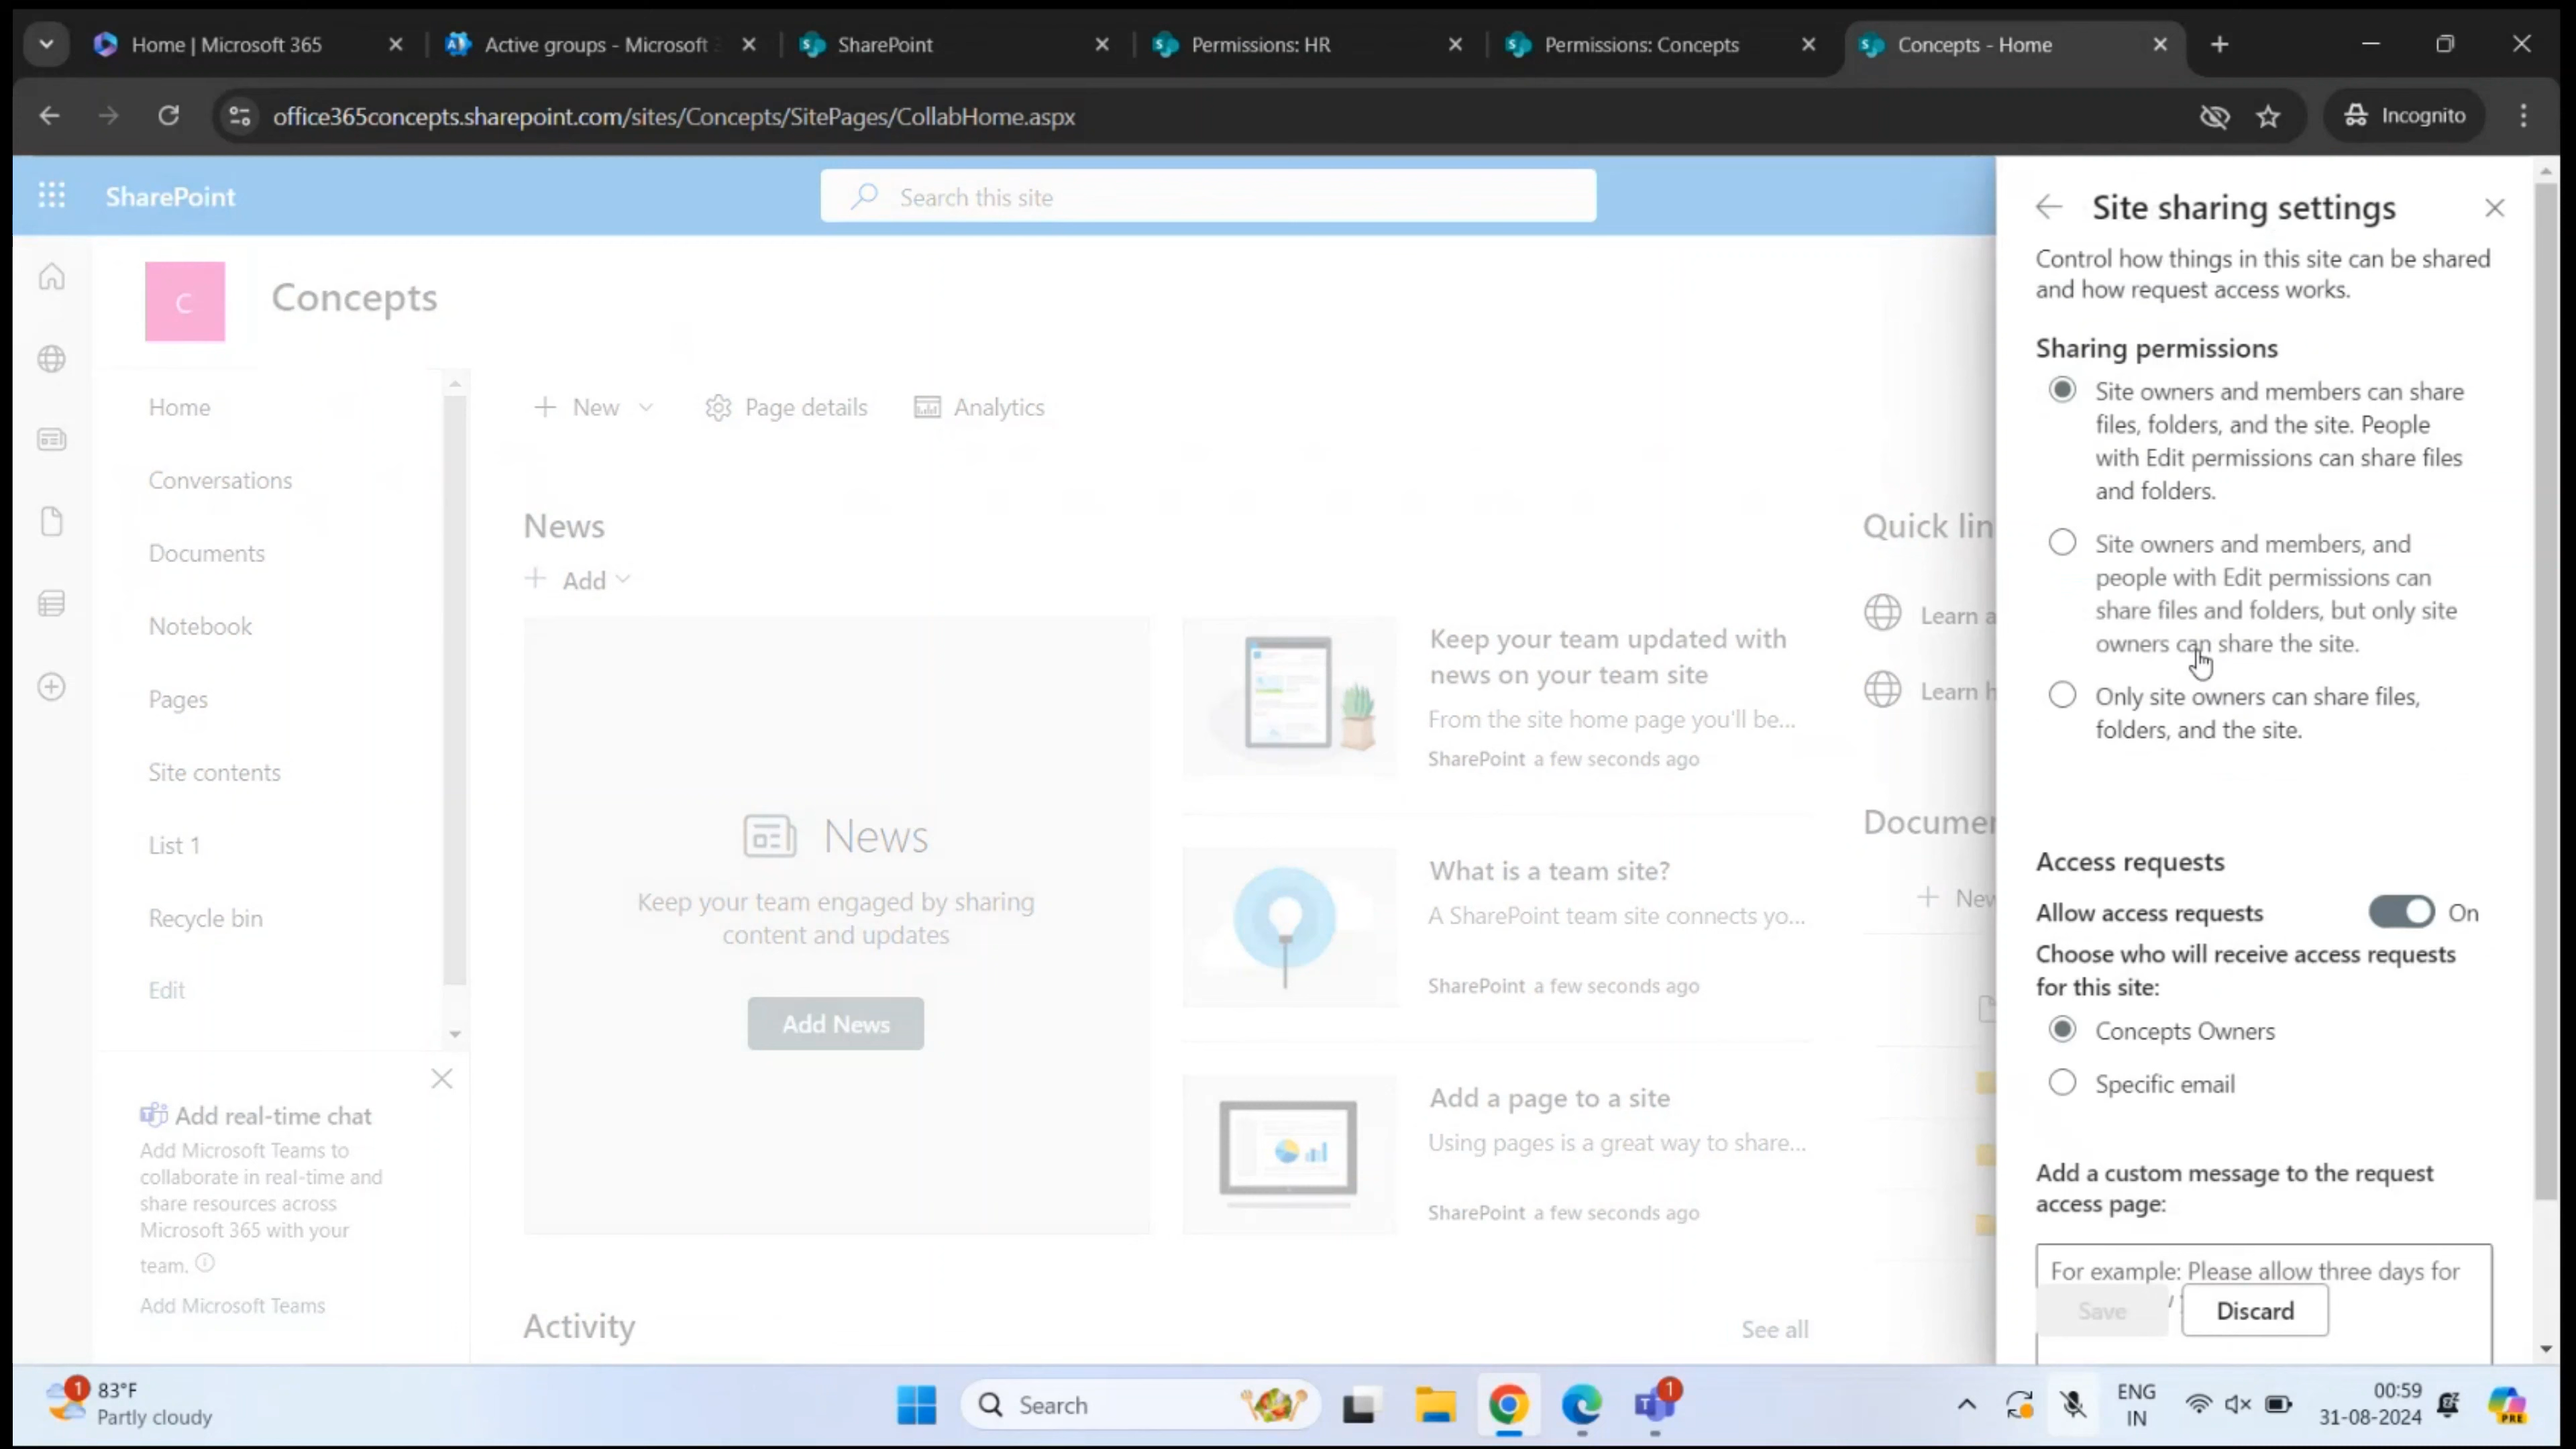 Home | Microsoft 365
Active groups - Microsoft
SharePoint
Permissions: HR
Permissions: Concepts
Concepts - Home
office365concepts.sharepoint.com/sites/Concepts/SitePages/CollabHome.aspx
Incognito
SharePoint
Search this site
C
Concepts
Home
Conversations
Documents
Notebook
Pages
Site contents
List 1
Recycle bin
Edit
Add real-time chat
Add Microsoft Teams to
collaborate in real-time and
share resources across
Microsoft 365 with your
team.
Add Microsoft Teams
New
Page details
Analytics
News
Add
News
Keep your team engaged by sharing
content and updates
Add News
Keep your team updated with
news on your team site
From the site home page you'll be...
SharePoint a few seconds ago
What is a team site?
A SharePoint team site connects yo...
SharePoint a few seconds ago
Add a page to a site
Using pages is a great way to share...
SharePoint a few seconds ago
Activity
See all
Quick lin
Learn a
Learn h
Documen
New
Site sharing settings
Control how things in this site can be shared
and how request access works.
Sharing permissions
Site owners and members can share
files, folders, and the site. People
with Edit permissions can share files
and folders.
Site owners and members, and
people with Edit permissions can
share files and folders, but only site
owners can share the site.
Only site owners can share files,
folders, and the site.
Access requests
Allow access requests
On
Choose who will receive access requests
for this site:
Concepts Owners
Specific email
Add a custom message to the request
access page:
For example: Please allow three days for
Save
Discard
1
83°F
Partly cloudy
Search
1
ENG
IN
00:59
31-08-2024
PRE